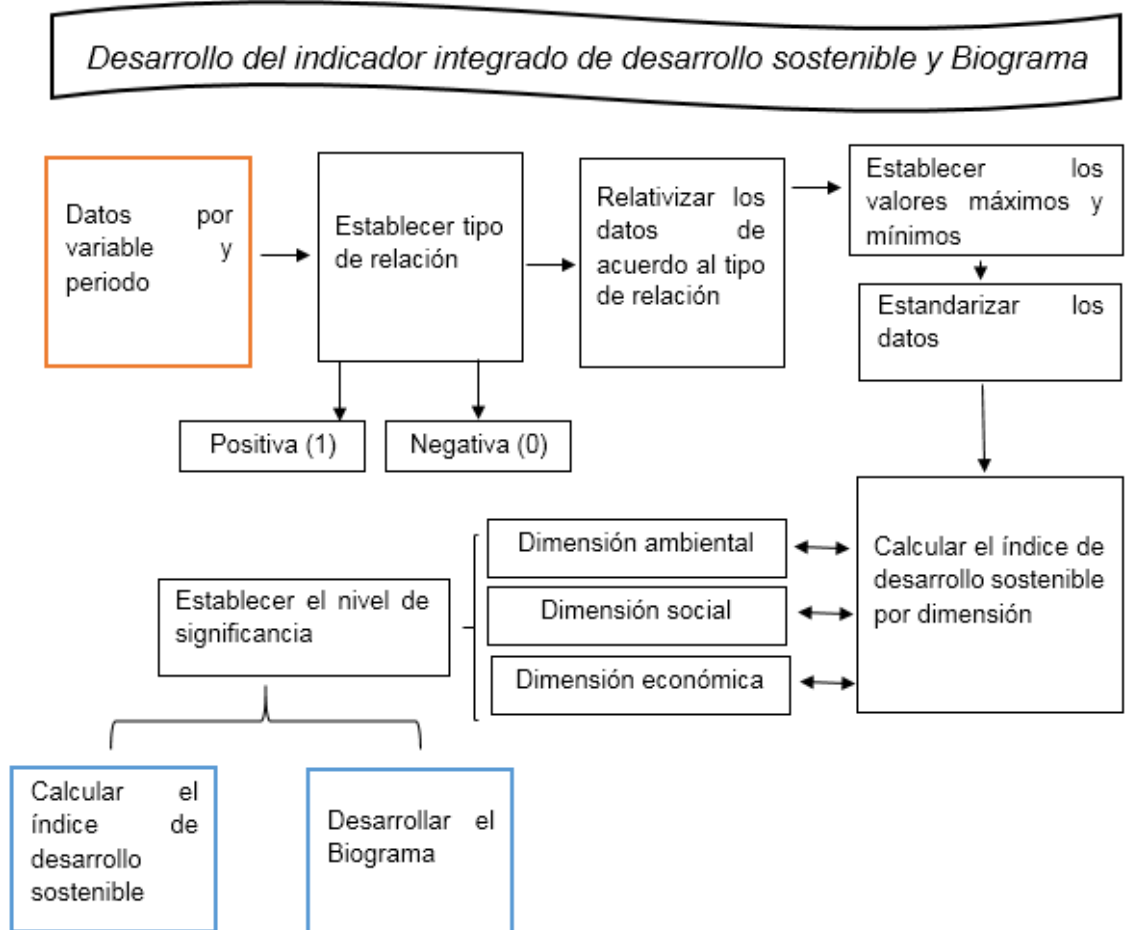 Desarrollo del indicador integrado de desarrollo sostenible y Biograma
Datos por
variable y
periodo
Establecer tipo
de relación
Positiva (1)
Negativa (0)
Relativizar los
datos de
acuerdo al tipo
de relación
Establecer los
valores máximos y
mínimos
Estandarizar los
datos
Calcular el índice de
desarrollo sostenible
por dimensión
Dimensión ambiental
Dimensión social
Dimensión económica
Establecer el nivel de
significancia
Calcular el
índice de
desarrollo
sostenible
Desarrollar el
Biograma